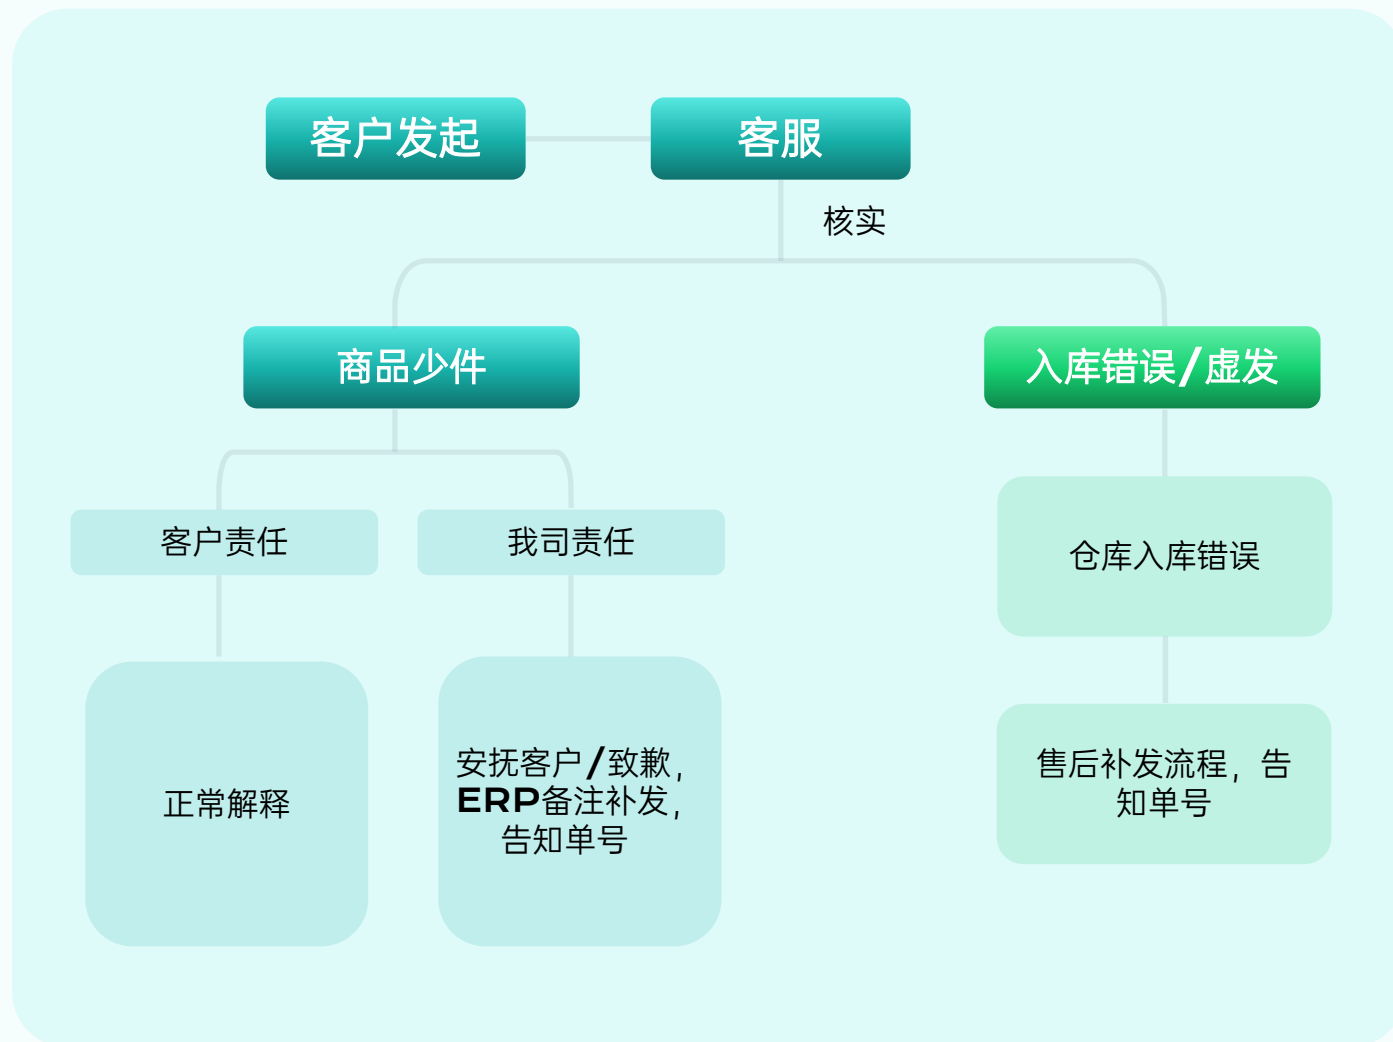 客户发起
客服
核实
商品少件
入库错误/虚发
客户责任
我司责任
仓库入库错误
正常解释
安抚客户/致歉,
ERP备注补发,
告知单号
售后补发流程, 告
知单号